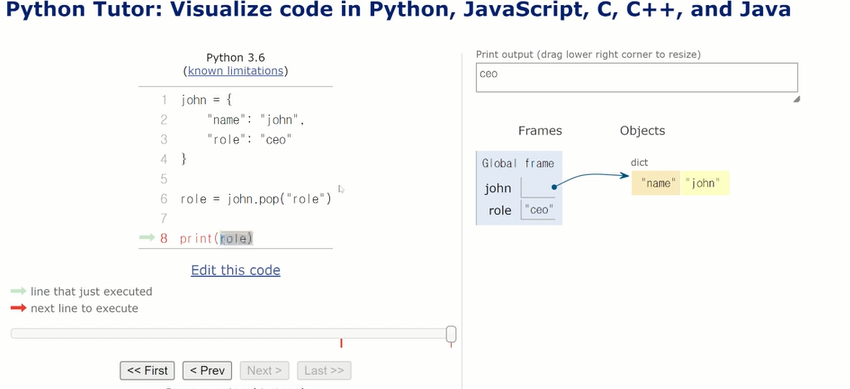 Python Tutor: Visualize code in Python, JavaScript, C, C++, and Java
Python 3.6
(known limitations)
1 john = {
2     "name": "john",
3     "role": "ceo"
4 }
5
6 role = john.pop("role")
7
8 print(role)
Edit this code
line that just executed
next line to execute
<< First
< Prev
Next >
Last >>
Print output (drag lower right corner to resize)
ceo
Frames
Objects
Global frame
john
role "ceo"
dict
"name" "john"